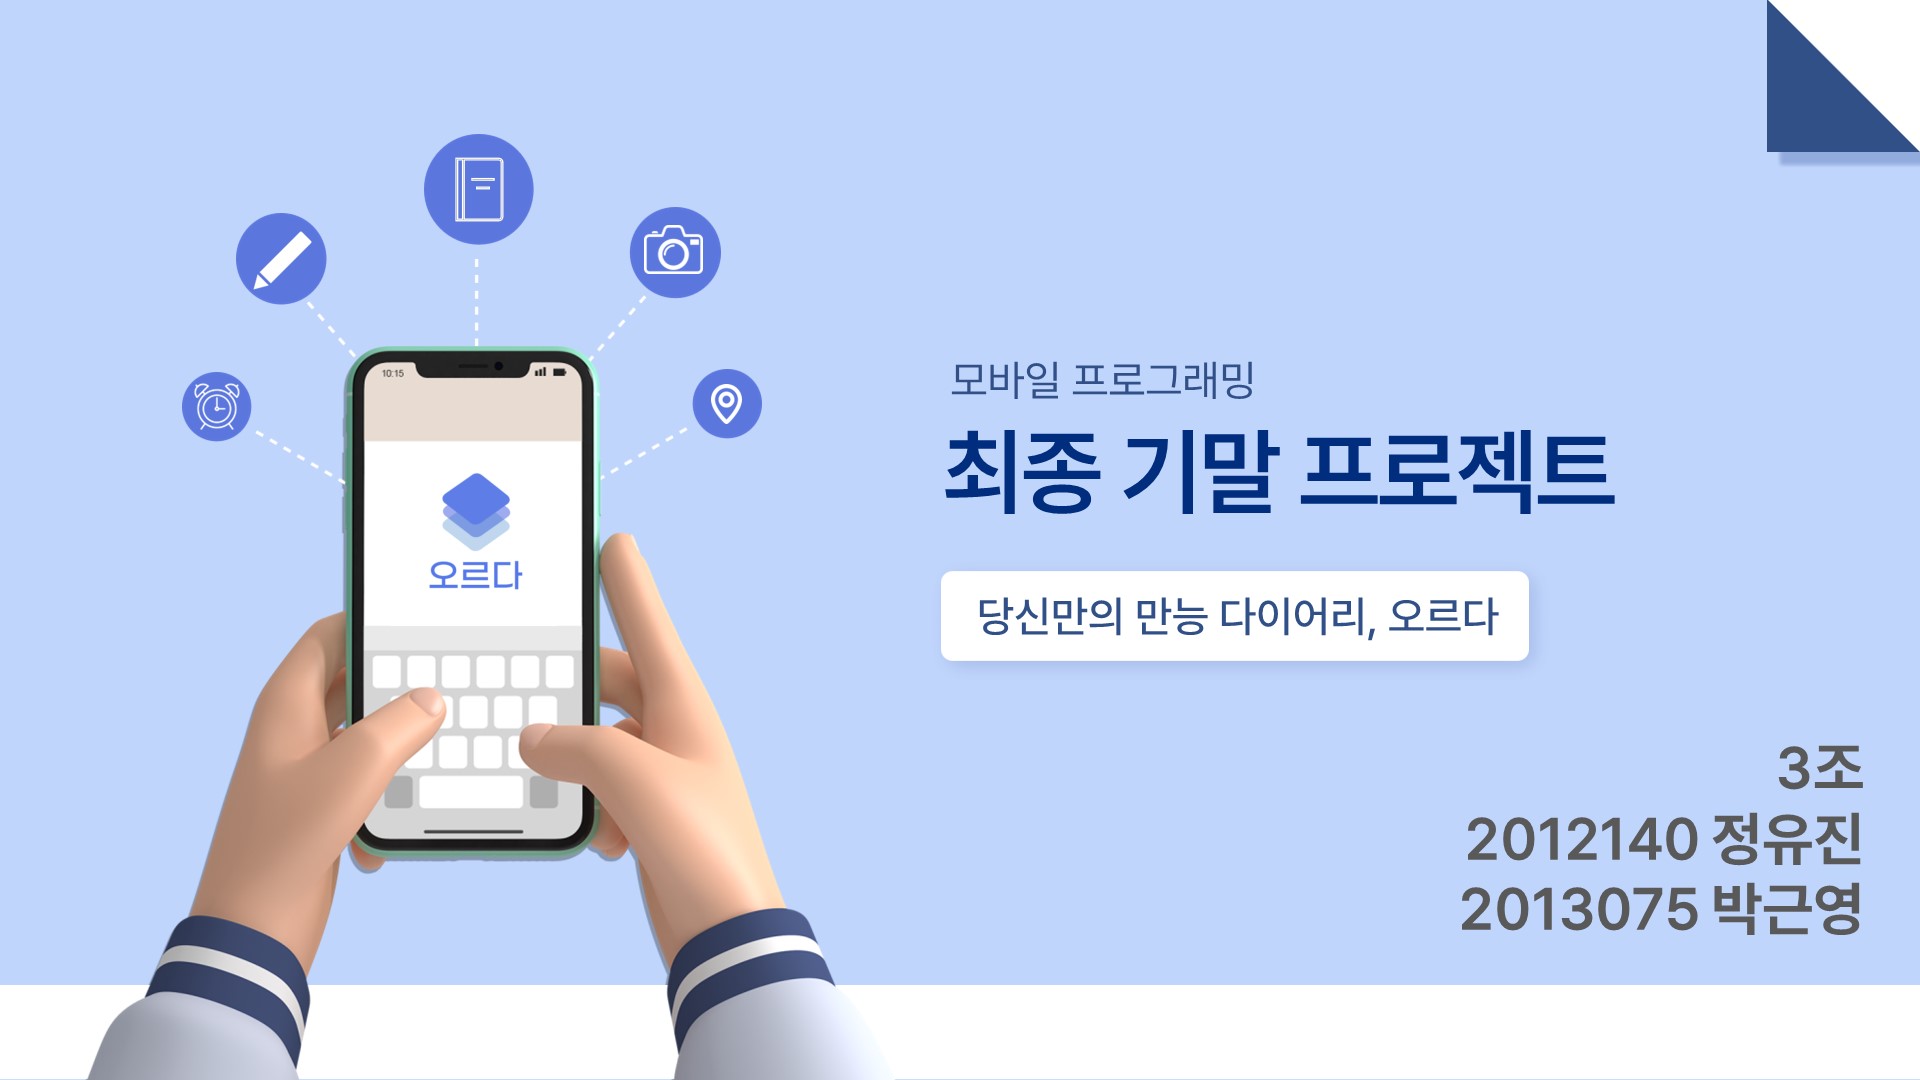 모바일 프로그래밍
최종 기말 프로젝트
당신만의 만능 다이어리, 오르다
10:15
오르다
3조
2012140 정유진
2013075 박근영